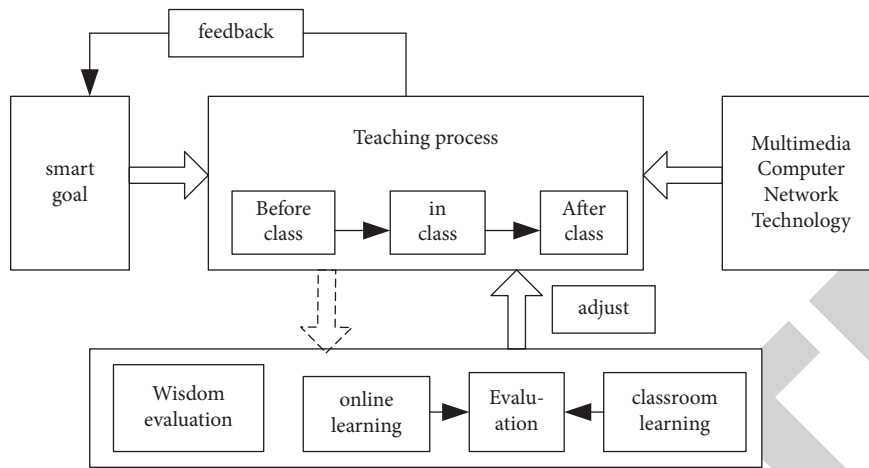 feedback
smart
goal
Teaching process
Before
class
in
class
After
class
Multimedia
Computer
Network
Technology
adjust
Wisdom
evaluation
online
learning
Evalu-
ation
classroom
learning